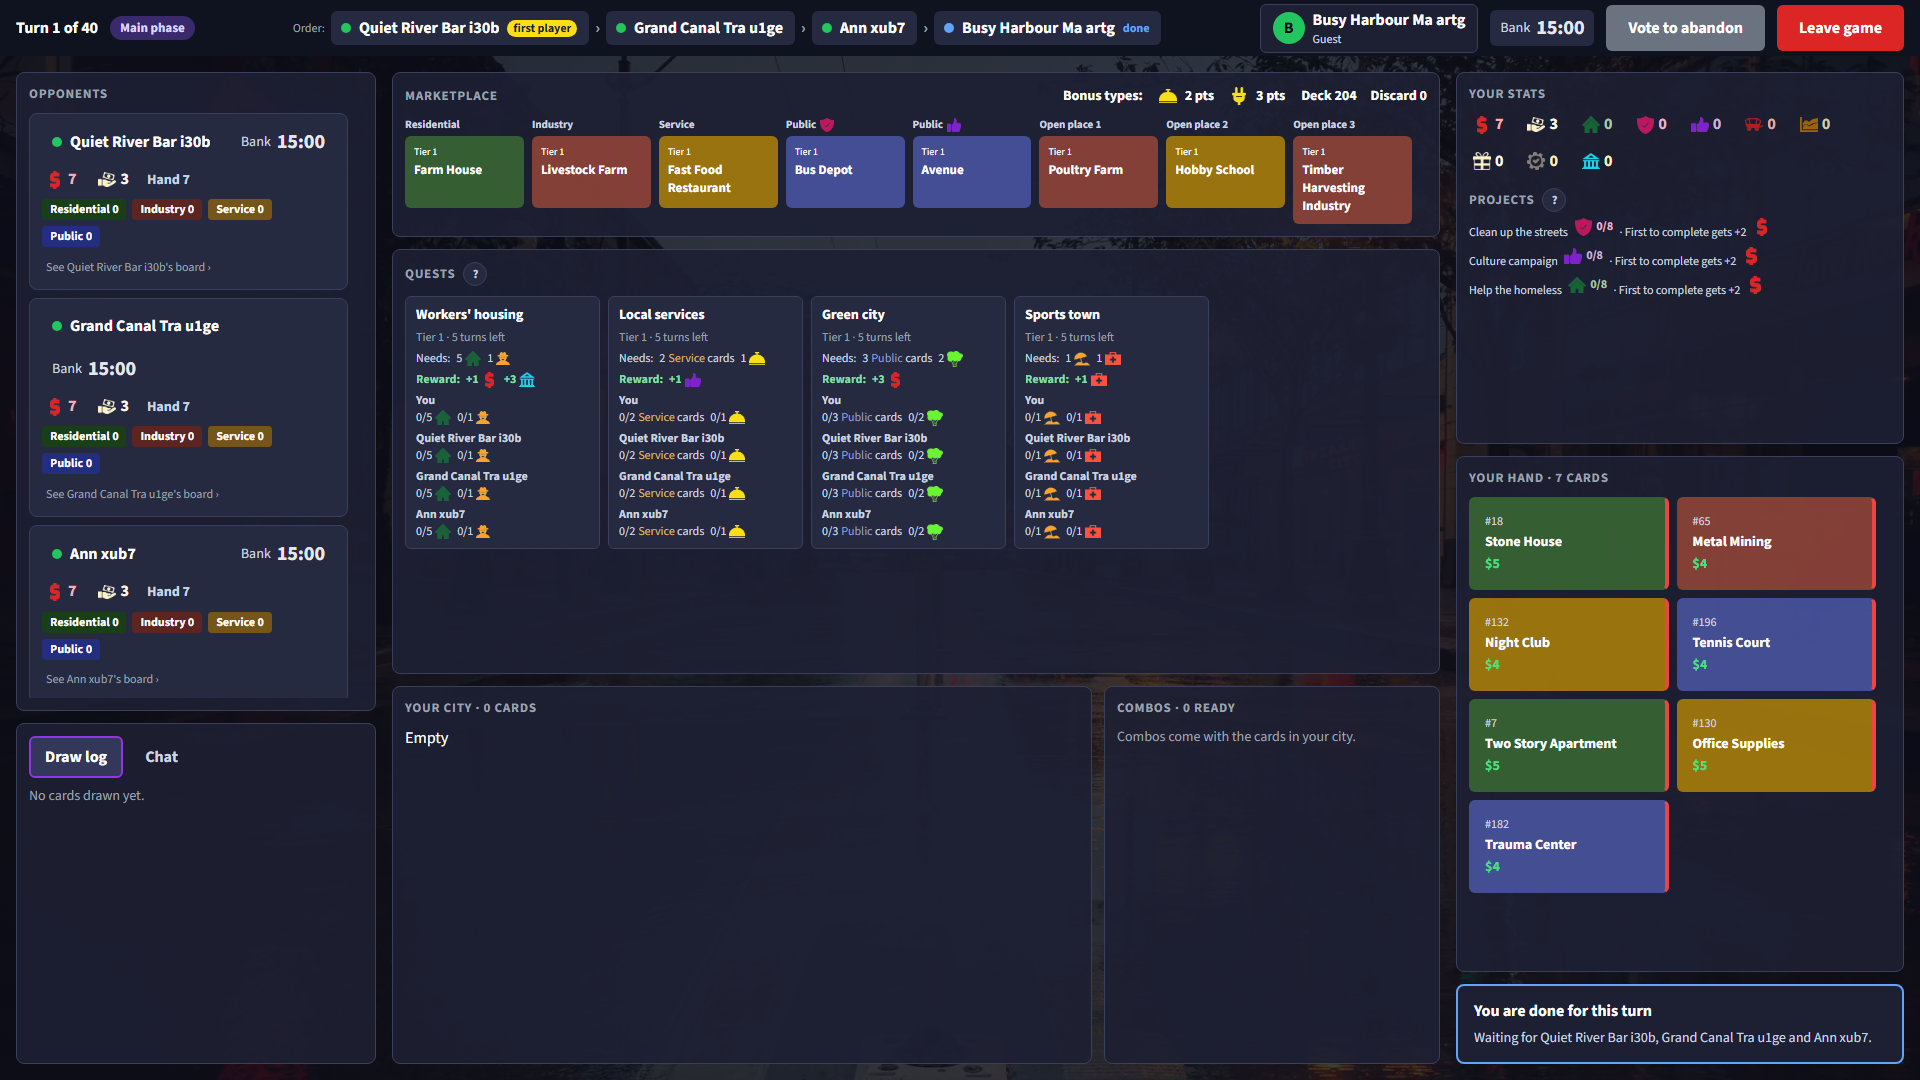 Turn 1 of 40
Main phase
Order:
Quiet River Bar i30b first player › Grand Canal Tra u1ge › Ann xub7 › Busy Harbour Ma artg done
B
Busy Harbour Ma artg
Guest
Bank 15:00
Vote to abandon
Leave game
OPPONENTS
Quiet River Bar i30b Bank 15:00
7 3 Hand 7
Residential 0 Industry 0 Service 0
Public 0
See Quiet River Bar i30b's board ›
Grand Canal Tra u1ge
Bank 15:00
7 3 Hand 7
Residential 0 Industry 0 Service 0
Public 0
See Grand Canal Tra u1ge's board ›
Ann xub7 Bank 15:00
7 3 Hand 7
Residential 0 Industry 0 Service 0
Public 0
See Ann xub7's board ›
Draw log Chat
No cards drawn yet.
MARKETPLACE
Bonus types: 2 pts 3 pts Deck 204 Discard 0
Residential
Tier 1
Farm House
Industry
Tier 1
Livestock Farm
Service
Tier 1
Fast Food
Restaurant
Public
Tier 1
Bus Depot
Public
Tier 1
Avenue
Open place 1
Tier 1
Poultry Farm
Open place 2
Tier 1
Hobby School
Open place 3
Tier 1
Timber
Harvesting
Industry
QUESTS ?
Workers' housing
Tier 1 · 5 turns left
Needs: 5 1
Reward: +1 +3
You
0/5 0/1
Quiet River Bar i30b
0/5 0/1
Grand Canal Tra u1ge
0/5 0/1
Ann xub7
0/5 0/1
Local services
Tier 1 · 5 turns left
Needs: 2 Service cards 1
Reward: +1
You
0/2 Service cards 0/1
Quiet River Bar i30b
0/2 Service cards 0/1
Grand Canal Tra u1ge
0/2 Service cards 0/1
Ann xub7
0/2 Service cards 0/1
Green city
Tier 1 · 5 turns left
Needs: 3 Public cards 2
Reward: +3
You
0/3 Public cards 0/2
Quiet River Bar i30b
0/3 Public cards 0/2
Grand Canal Tra u1ge
0/3 Public cards 0/2
Ann xub7
0/3 Public cards 0/2
Sports town
Tier 1 · 5 turns left
Needs: 1 1
Reward: +1
You
0/1 0/1
Quiet River Bar i30b
0/1 0/1
Grand Canal Tra u1ge
0/1 0/1
Ann xub7
0/1 0/1
YOUR CITY · 0 CARDS
Empty
COMBOS · 0 READY
Combos come with the cards in your city.
YOUR STATS
7 3 0 0 0 0 0
0 0 0
PROJECTS ?
Clean up the streets 0/8 · First to complete gets +2
Culture campaign 0/8 · First to complete gets +2
Help the homeless 0/8 · First to complete gets +2
YOUR HAND · 7 CARDS
#18
Stone House
$5
#65
Metal Mining
$4
#132
Night Club
$4
#196
Tennis Court
$4
#7
Two Story Apartment
$5
#130
Office Supplies
$5
#182
Trauma Center
$4
You are done for this turn
Waiting for Quiet River Bar i30b, Grand Canal Tra u1ge and Ann xub7.